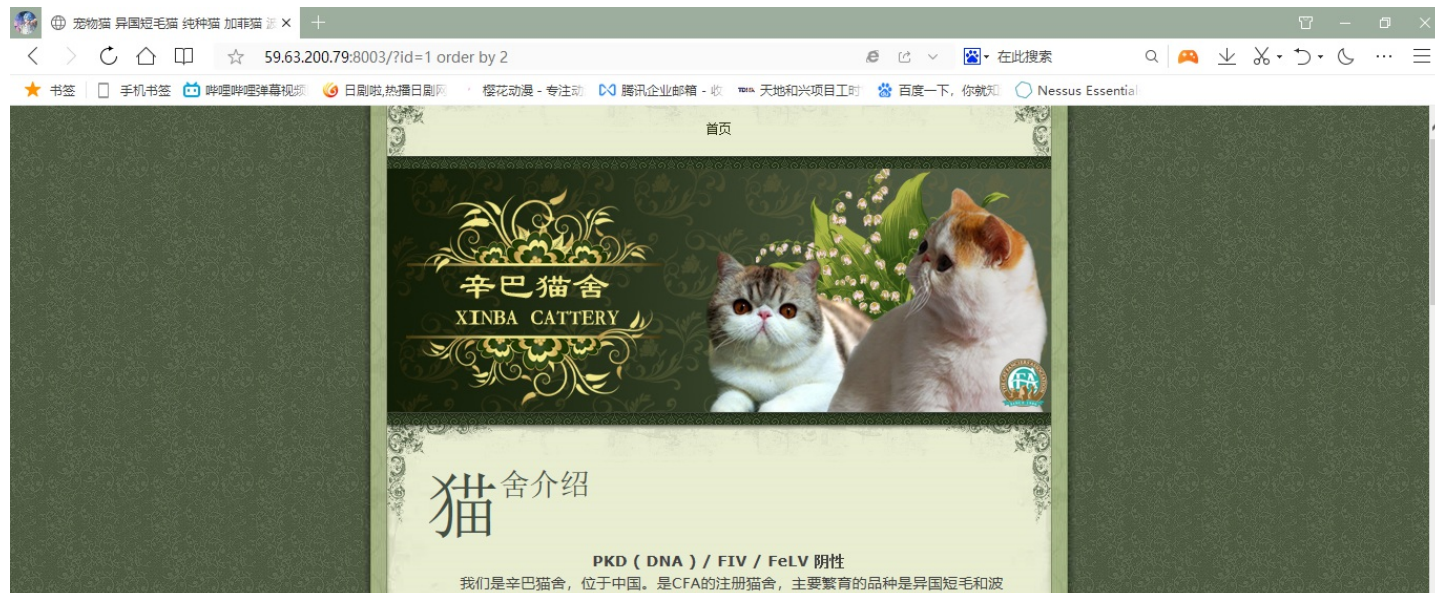 宠物猫 异国短毛猫 纯种猫 加菲猫
59.63.200.79:8003/?id=1 order by 2
在此搜索
书签 手机书签 哔哩哔哩弹幕视频 日剧啦,热播日剧网 樱花动漫 - 专注动 腾讯企业邮箱 - 收 天地和兴项目工时 百度一下，你就知 Nessus Essential
首页
辛巴猫舍
XINBA CATTERY
猫舍介绍
PKD ( DNA ) / FIV / FeLV 阴性
我们是辛巴猫舍，位于中国。是CFA的注册猫舍，主要繁育的品种是异国短毛和波